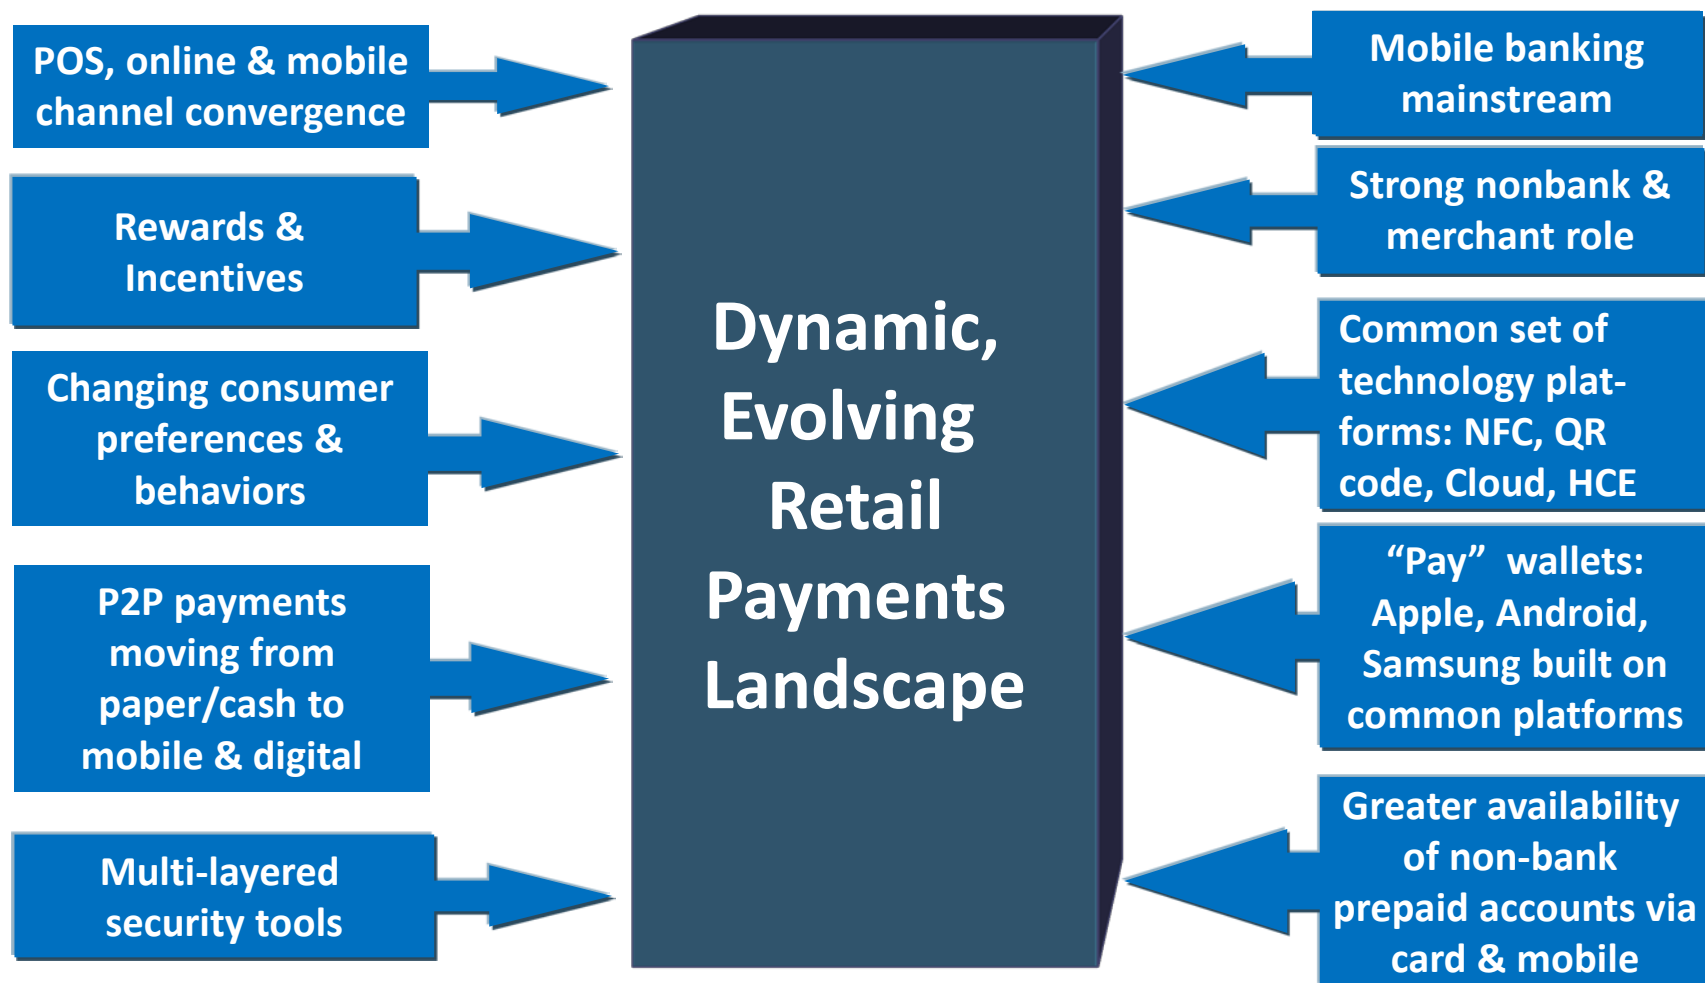 POS, online & mobile
channel convergence
Rewards &
Incentives
Changing consumer
preferences &
behaviors
P2P payments
moving from
paper/cash to
mobile & digital
Multi-layered
security tools
Dynamic,
Evolving
Retail
Payments
Landscape
Mobile banking
mainstream
Strong nonbank &
merchant role
Common set of
technology plat-
forms: NFC, QR
code, Cloud, HCE
“Pay” wallets:
Apple, Android,
Samsung built on
common platforms
Greater availability
of non-bank
prepaid accounts via
card & mobile